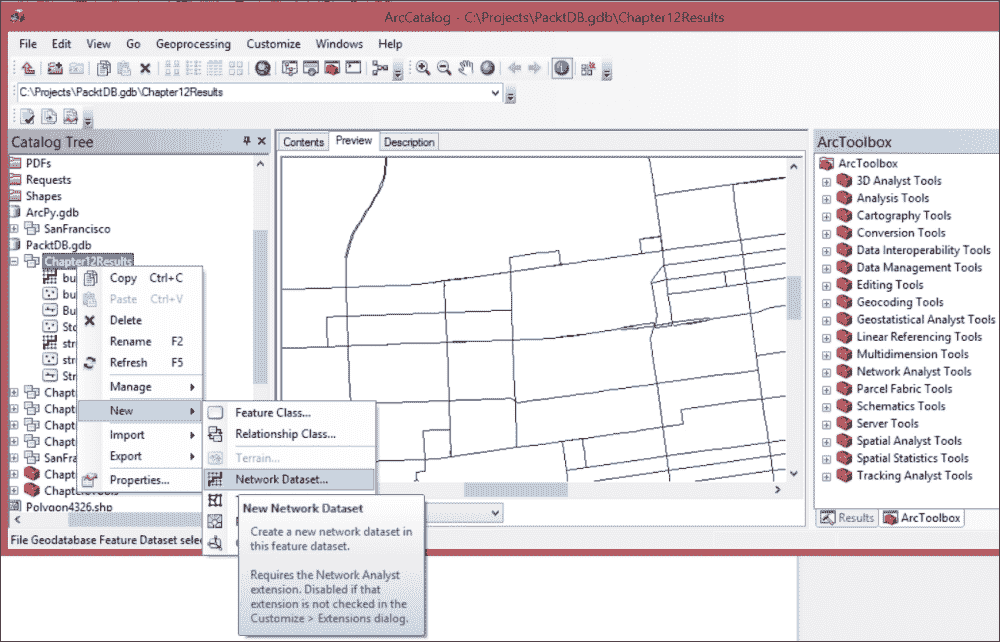 ArcCatalog - C:\Projects\PacktDB.gdb\Chapter12Results
File Edit View Go Geoprocessing Customize Windows Help
C:\Projects\PacktDB.gdb\Chapter12Results
Catalog Tree
PDFs
Requests
Shapes
ArcPy.gdb
SanFrancisco
PacktDB.gdb
Chapter12Results
bu
bu
Bu
Sto
str
str
Str
Chapt
Chapt
Chapt
Chapt
SanFra
Chapt
Chapt
Polygon4326.shp
File Geodatabase Feature Dataset selec
Copy Ctrl+C
Paste Ctrl+V
Delete
Rename F2
Refresh F5
Manage
New
Import
Export
Properties...
Feature Class...
Relationship Class...
Terrain...
Network Dataset...
New Network Dataset
Create a new network dataset in
this feature dataset.
Requires the Network Analyst
extension. Disabled if that
extension is not checked in the
Customize > Extensions dialog.
Contents Preview Description
ArcToolbox
ArcToolbox
3D Analyst Tools
Analysis Tools
Cartography Tools
Conversion Tools
Data Interoperability Tools
Data Management Tools
Editing Tools
Geocoding Tools
Geostatistical Analyst Tools
Linear Referencing Tools
Multidimension Tools
Network Analyst Tools
Parcel Fabric Tools
Schematics Tools
Server Tools
Spatial Analyst Tools
Spatial Statistics Tools
Tracking Analyst Tools
Results ArcToolbox